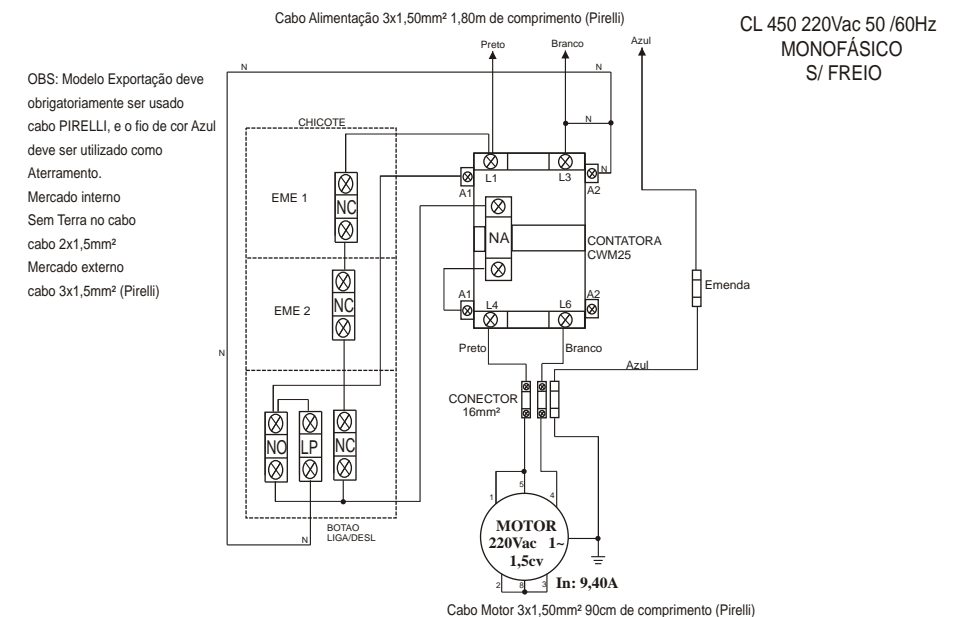 Cabo Alimentação 3x1,50mm² 1,80m de comprimento (Pirelli)
CL 450 220Vac 50 /60Hz
MONOFÁSICO
S/ FREIO
Preto
Branco
Azul
OBS: Modelo Exportação deve
obrigatoriamente ser usado
cabo PIRELLI, e o fio de cor Azul
deve ser utilizado como
Aterramento.
Mercado interno
Sem Terra no cabo
cabo 2x1,5mm²
Mercado externo
cabo 3x1,5mm² (Pirelli)
N
N
N
CHICOTE
EME 1
NC
L1
L3
N
A1
A2
NA
CONTATORA
CWM25
EME 2
NC
A1
L4
L6
A2
Emenda
N
Preto
Branco
Azul
CONECTOR
16mm²
NO
LP
NC
N
BOTAO
LIGA/DESL
1
5
4
MOTOR
220Vac 1~
1,5cv
2
8
3
In: 9,40A
Cabo Motor 3x1,50mm² 90cm de comprimento (Pirelli)